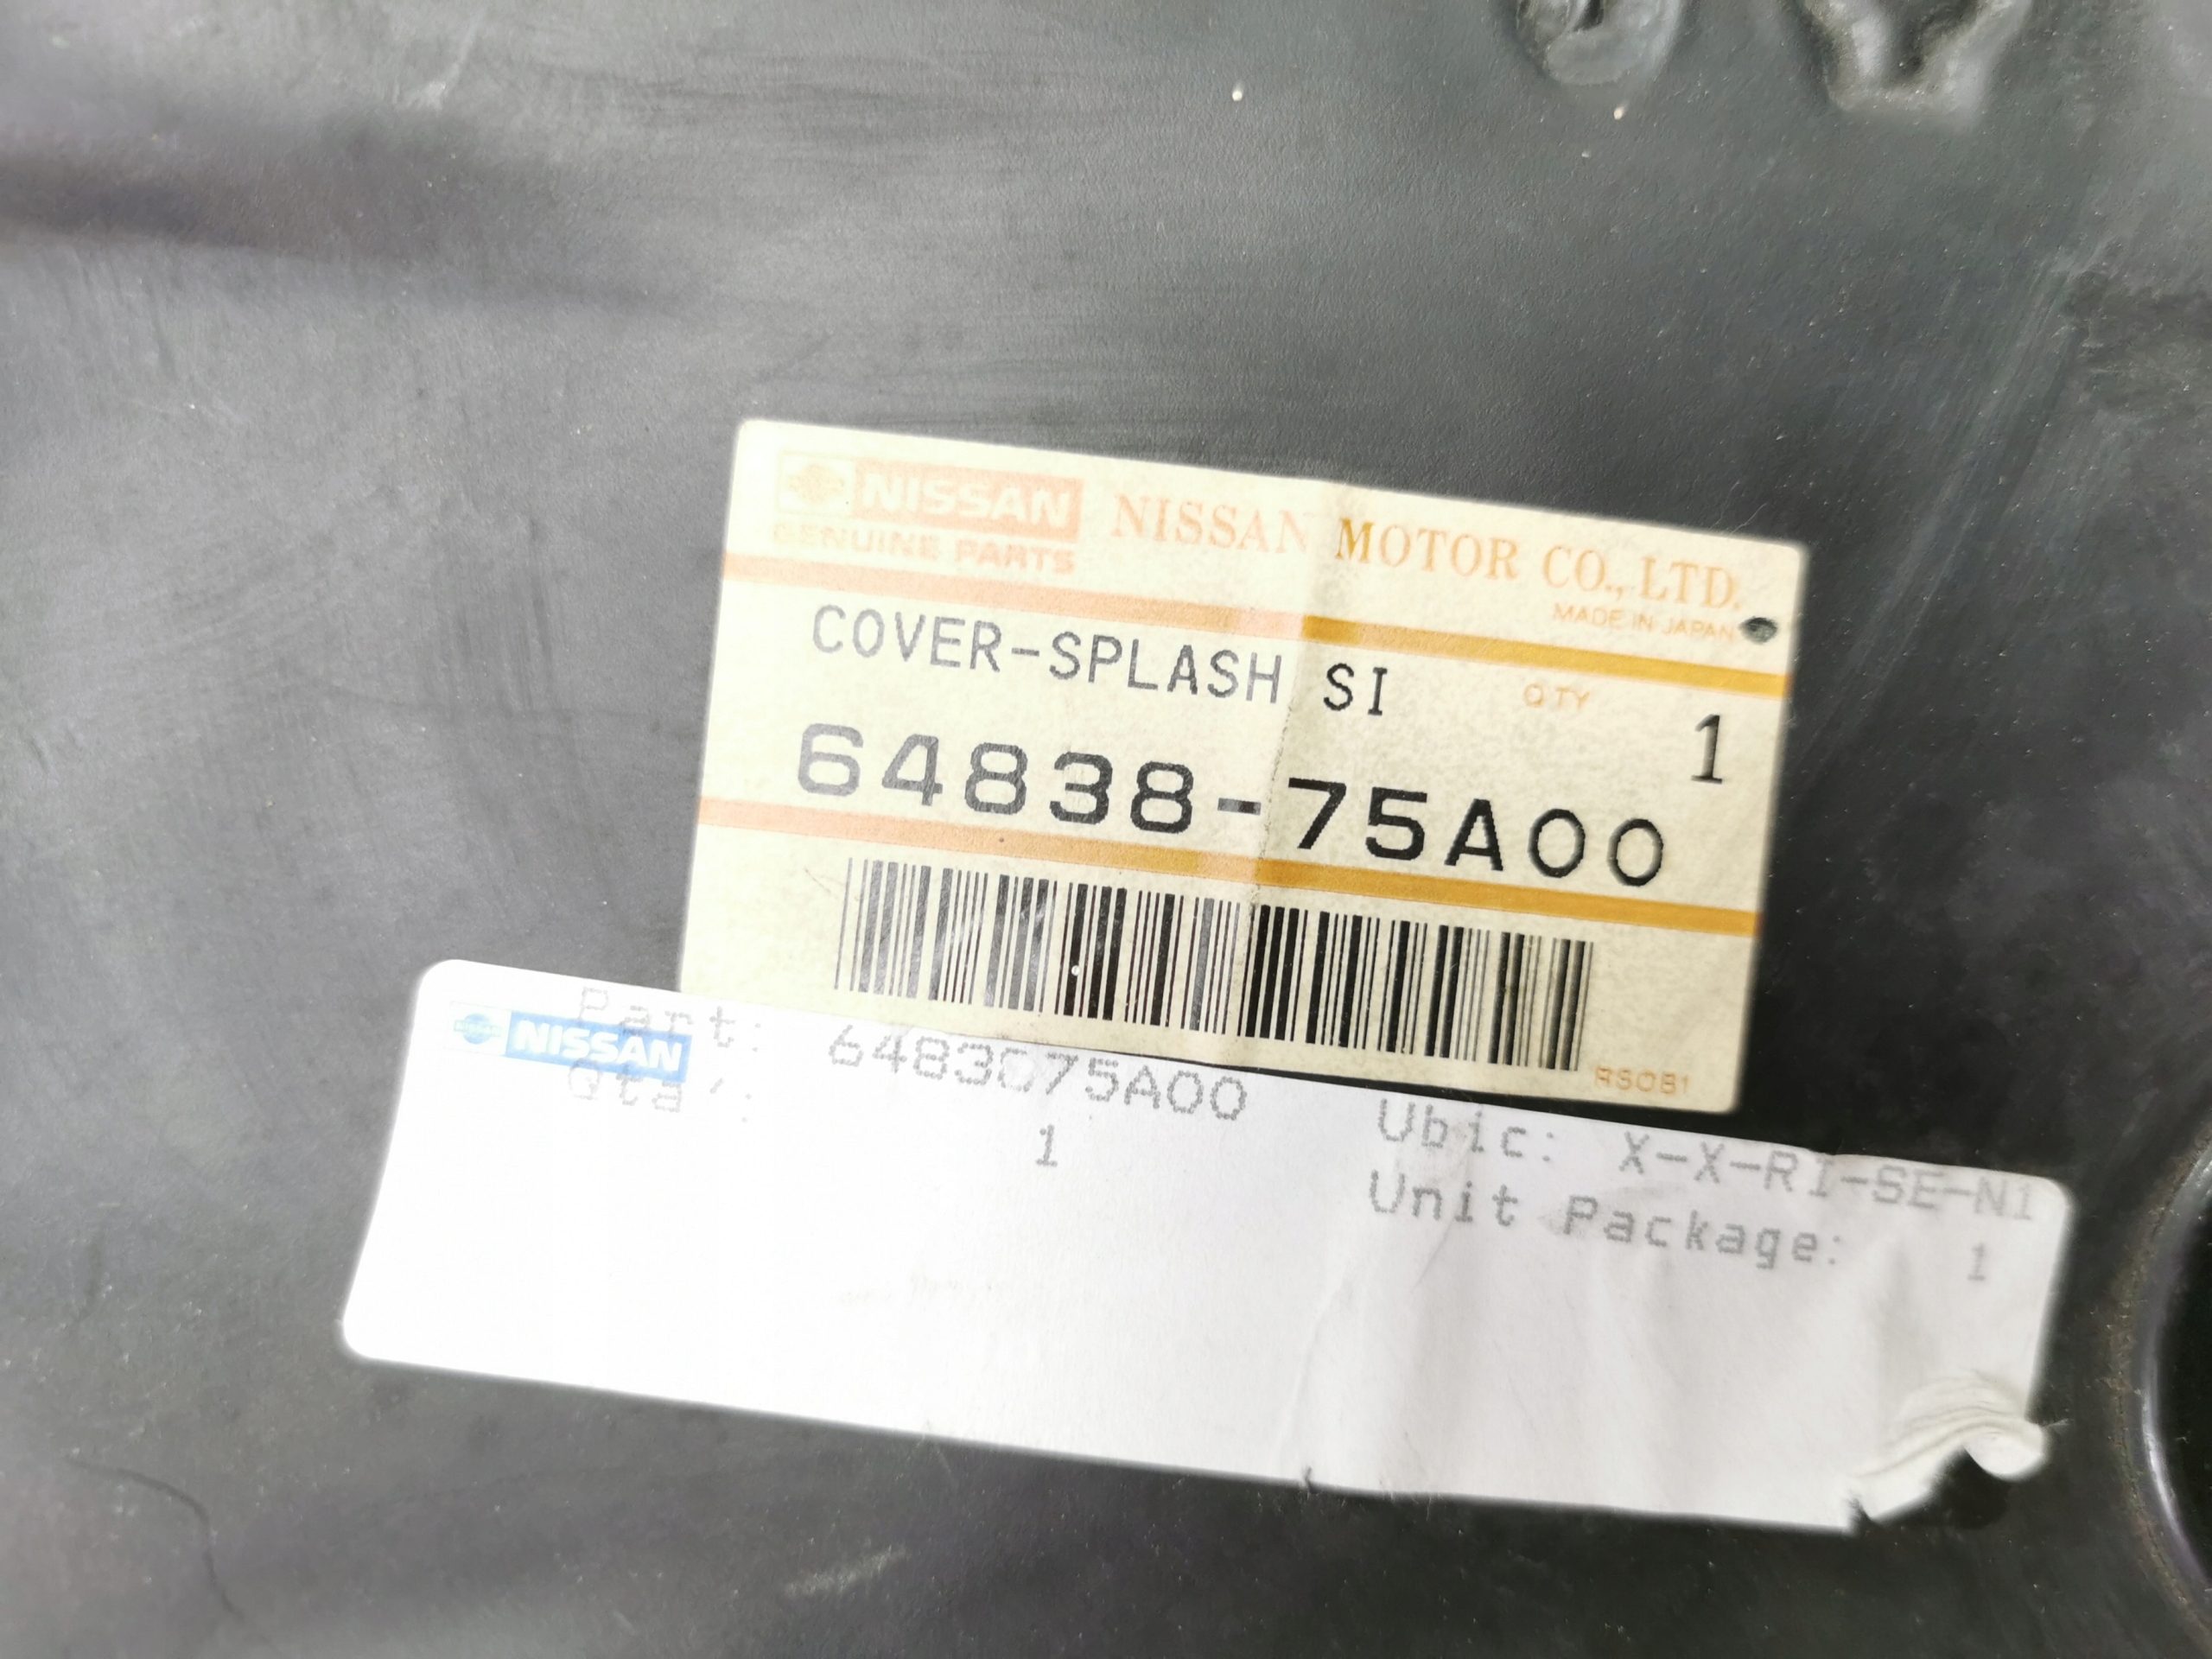 NISSAN
GENUINE PARTS
NISSAN MOTOR CO., LTD.
MADE IN JAPAN
COVER-SPLASH SI
QTY 1
64838-75A00
RSOB1
NISSAN
Part: 6483075A00
Ubic: X-X-RI-SE-N1
Qta': 1
Unit Package: 1